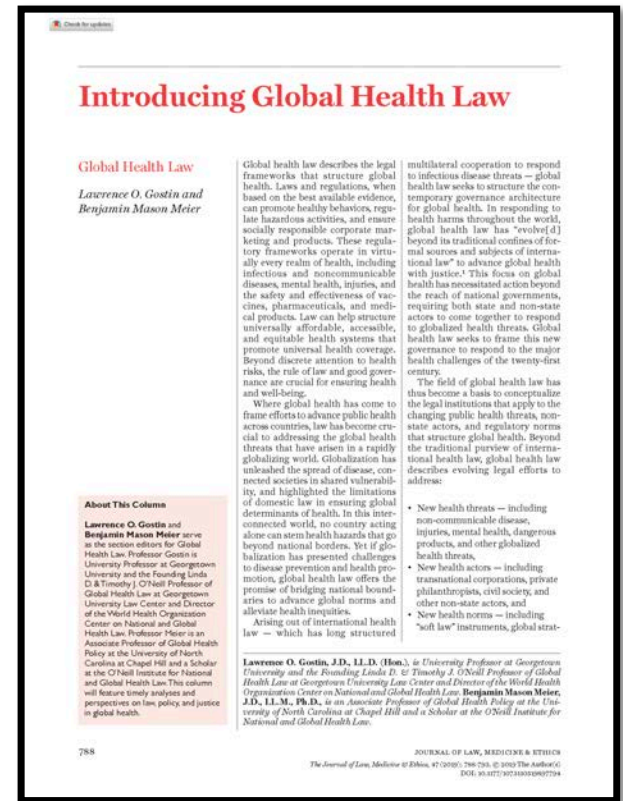 Check for updates
Introducing Global Health Law
Global Health Law
Lawrence O. Gostin and
Benjamin Mason Meier
About This Column
Lawrence O. Gostin and
Benjamin Mason Meier serve
as the section editors for Global
Health Law. Professor Gostin is
University Professor at Georgetown
University and the Founding Linda
D. & Timothy J. O'Neill Professor of
Global Health Law at Georgetown
University Law Center and Director
of the World Health Organization
Center on National and Global
Health Law. Professor Meier is an
Associate Professor of Global Health
Policy at the University of North
Carolina at Chapel Hill and a Scholar
at the O'Neill Institute for National
and Global Health Law. This column
will feature timely analyses and
perspectives on law, policy, and justice
in global health.
Global health law describes the legal
frameworks that structure global
health. Laws and regulations, when
based on the best available evidence,
can promote healthy behaviors, regu-
late hazardous activities, and ensure
socially responsible corporate mar-
keting and products. These regula-
tory frameworks operate in virtu-
ally every realm of health, including
infectious and noncommunicable
diseases, mental health, injuries, and
the safety and effectiveness of vac-
cines, pharmaceuticals, and medi-
cal products. Law can help structure
universally affordable, accessible,
and equitable health systems that
promote universal health coverage.
Beyond discrete attention to health
risks, the rule of law and good gover-
nance are crucial for ensuring health
and well-being.
Where global health has come to
frame efforts to advance public health
across countries, law has become cru-
cial to addressing the global health
threats that have arisen in a rapidly
globalizing world. Globalization has
unleashed the spread of disease, con-
nected societies in shared vulnerabil-
ity, and highlighted the limitations
of domestic law in ensuring global
determinants of health. In this inter-
connected world, no country acting
alone can stem health hazards that go
beyond national borders. Yet if glo-
balization has presented challenges
to disease prevention and health pro-
motion, global health law offers the
promise of bridging national bound-
aries to advance global norms and
alleviate health inequities.
Arising out of international health
law — which has long structured
multilateral cooperation to respond
to infectious disease threats — global
health law seeks to structure the con-
temporary governance architecture
for global health. In responding to
health harms throughout the world,
global health law has "evolve[d]
beyond its traditional confines of for-
mal sources and subjects of interna-
tional law" to advance global health
with justice.¹ This focus on global
health has necessitated action beyond
the reach of national governments,
requiring both state and non-state
actors to come together to respond
to globalized health threats. Global
health law seeks to frame this new
governance to respond to the major
health challenges of the twenty-first
century.
The field of global health law has
thus become a basis to conceptualize
the legal institutions that apply to the
changing public health threats, non-
state actors, and regulatory norms
that structure global health. Beyond
the traditional purview of interna-
tional health law, global health law
describes evolving legal efforts to
address:
• New health threats — including
non-communicable disease,
injuries, mental health, dangerous
products, and other globalized
health threats,
• New health actors — including
transnational corporations, private
philanthropists, civil society, and
other non-state actors, and
• New health norms — including
"soft law" instruments, global strat-
Lawrence O. Gostin, J.D., LL.D. (Hon.), is University Professor at Georgetown
University and the Founding Linda D. & Timothy J. O'Neill Professor of Global
Health Law at Georgetown University Law Center and Director of the World Health
Organization Center on National and Global Health Law. Benjamin Mason Meier,
J.D., LL.M., Ph.D., is an Associate Professor of Global Health Policy at the Uni-
versity of North Carolina at Chapel Hill and a Scholar at the O'Neill Institute for
National and Global Health Law.
788
JOURNAL OF LAW, MEDICINE & ETHICS
The Journal of Law, Medicine & Ethics, 47 (2019): 788-793. © 2019 The Author(s)
DOI: 10.1177/1073110519897794